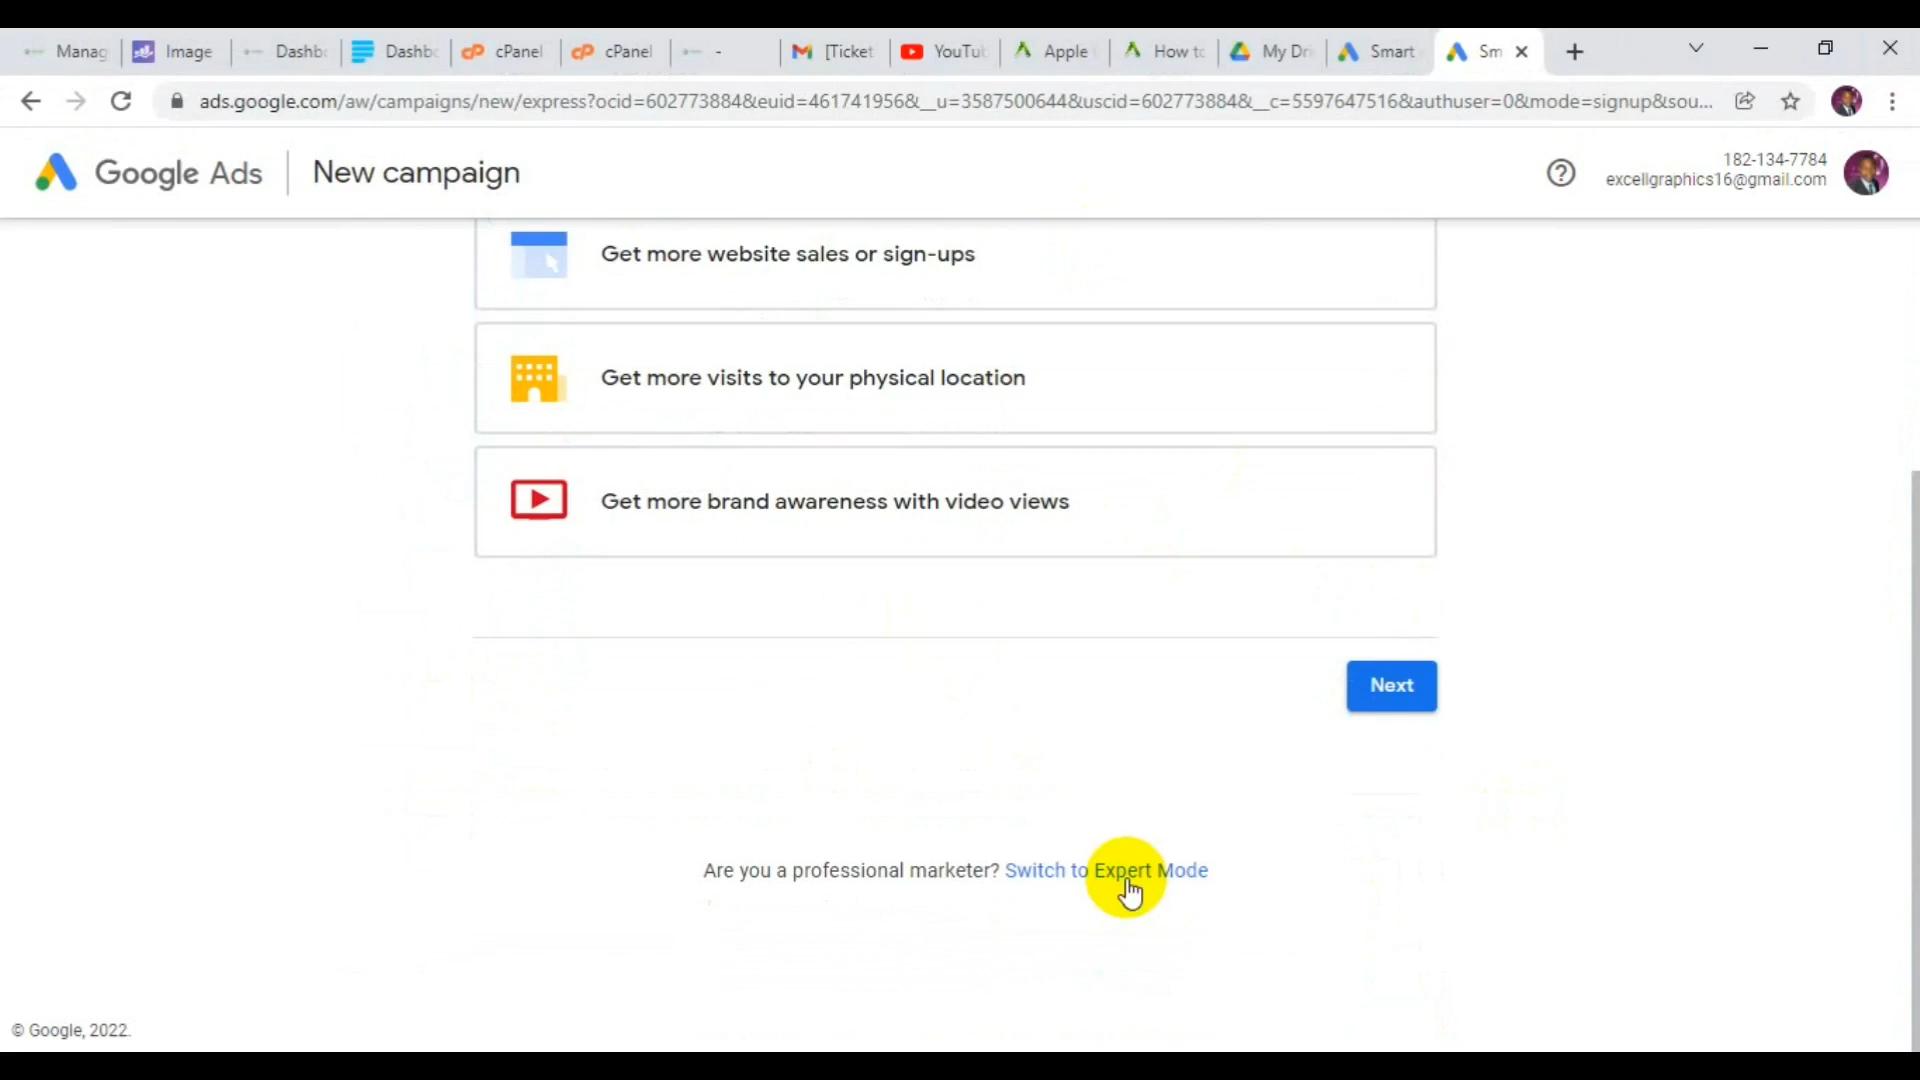 Manag
Image
Dashb
Dashb
cPanel
cPanel
-
[Ticket
YouTu
Apple
How to
My Dri
Smart
Sm
ads.google.com/aw/campaigns/new/express?ocid=602773884&euid=461741956&__u=3587500644&uscid=602773884&__c=5597647516&authuser=0&mode=signup&sou...
Google Ads
New campaign
182-134-7784
excellgraphics16@gmail.com
Get more website sales or sign-ups
Get more visits to your physical location
Get more brand awareness with video views
Next
Are you a professional marketer? Switch to Expert Mode
© Google, 2022.